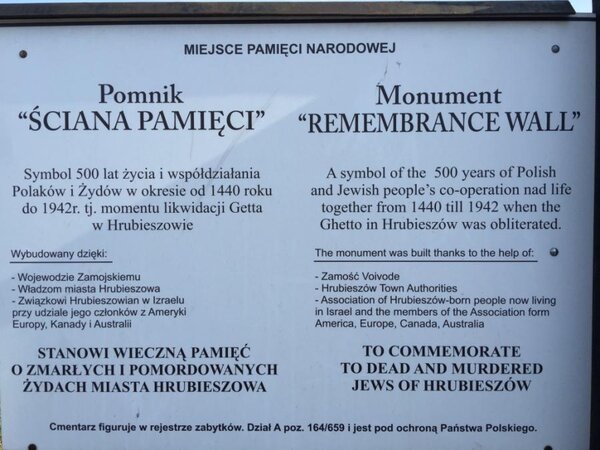 MIEJSCE PAMIĘCI NARODOWEJ
Pomnik
"ŚCIANA PAMIĘCI"
Symbol 500 lat życia i współdziałania
Polaków i Żydów w okresie od 1440 roku
do 1942r. tj. momentu likwidacji Getta
w Hrubieszowie
Wybudowany dzięki:
- Wojewodzie Zamojskiemu
- Władzom miasta Hrubieszowa
- Związkowi Hrubieszowian w Izraelu
przy udziale jego członków z Ameryki
Europy, Kanady i Australii
STANOWI WIECZNĄ PAMIĘĆ
O ZMARŁYCH I POMORDOWANYCH
ŻYDACH MIASTA HRUBIESZOWA
Monument
"REMEMBRANCE WALL"
A symbol of the 500 years of Polish
and Jewish people's co-operation nad life
together from 1440 till 1942 when the
Ghetto in Hrubieszów was obliterated.
The monument was built thanks to the help of:
- Zamość Voivode
- Hrubieszów Town Authorities
- Association of Hrubieszów-born people now living
in Israel and the members of the Association form
America, Europe, Canada, Australia
TO COMMEMORATE
TO DEAD AND MURDERED
JEWS OF HRUBIESZÓW
Cmentarz figuruje w rejestrze zabytków. Dział A poz. 164/659 i jest pod ochroną Państwa Polskiego.